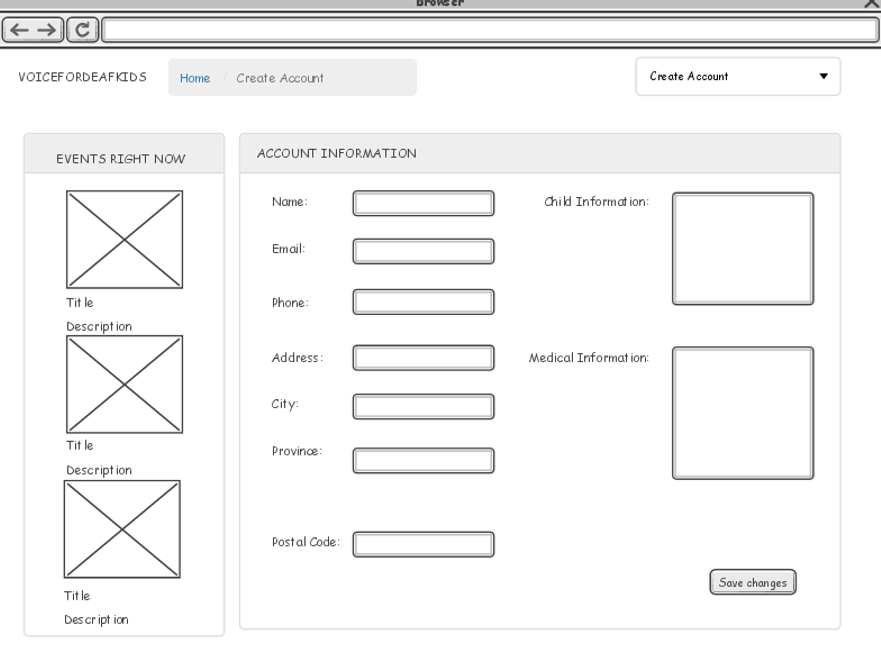 Browser
VOICEFORDEAFKIDS
Home / Create Account
Create Account
EVENTS RIGHT NOW
Title
Description
Title
Description
Title
Description
ACCOUNT INFORMATION
Name:
Email:
Phone:
Address:
City:
Province:
Postal Code:
Child Information:
Medical Information:
Save changes